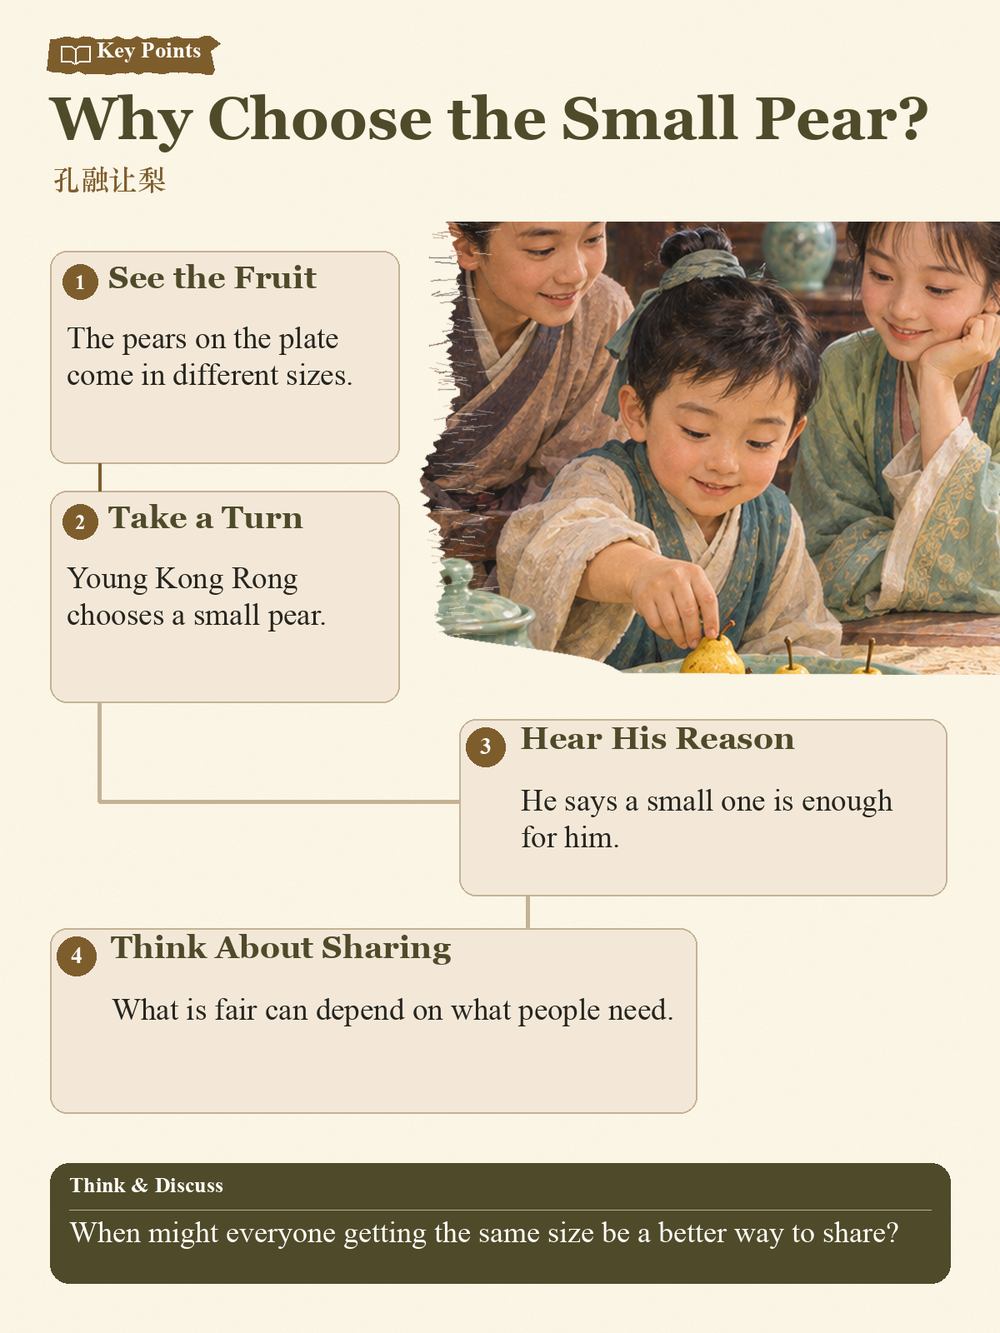 Key Points
Why Choose the Small Pear?
孔融让梨
1 See the Fruit
The pears on the plate
come in different sizes.
2 Take a Turn
Young Kong Rong
chooses a small pear.
3 Hear His Reason
He says a small one is enough
for him.
4 Think About Sharing
What is fair can depend on what people need.
Think & Discuss
When might everyone getting the same size be a better way to share?